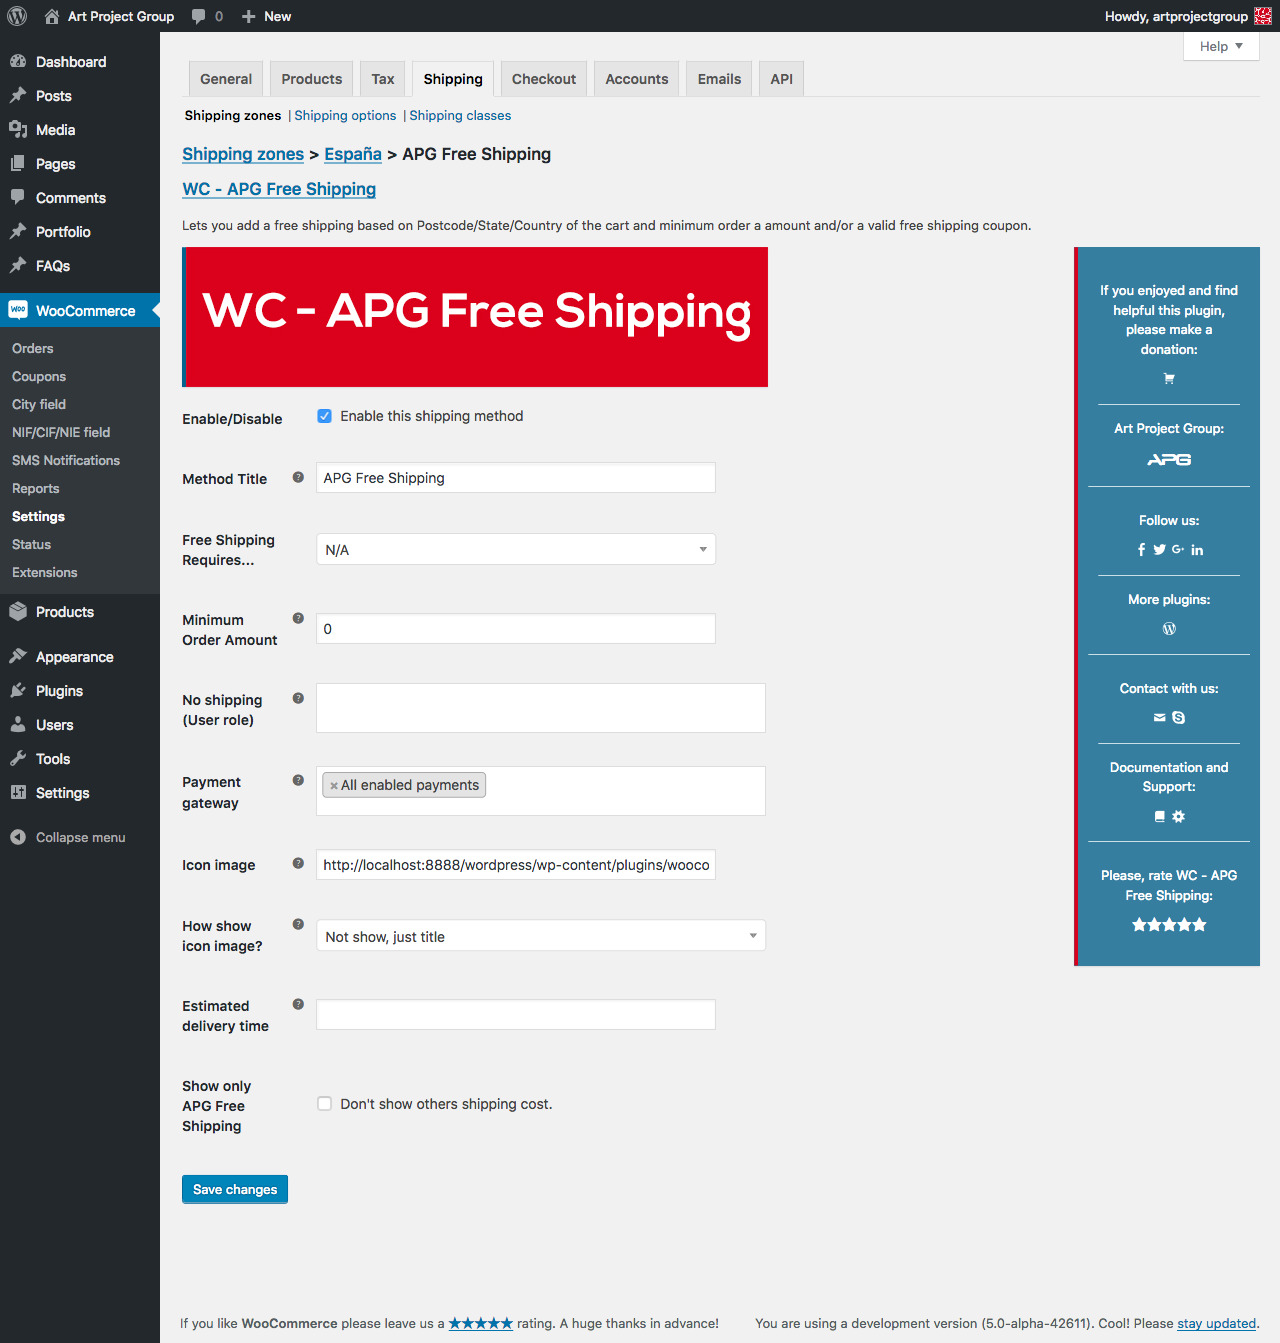 Art Project Group 0 New Howdy, artprojectgroup
Help
Dashboard
Posts
Media
Pages
Comments
Portfolio
FAQs
WooCommerce
Orders
Coupons
City field
NIF/CIF/NIE field
SMS Notifications
Reports
Settings
Status
Extensions
Products
Appearance
Plugins
Users
Tools
Settings
Collapse menu
General Products Tax Shipping Checkout Accounts Emails API
Shipping zones | Shipping options | Shipping classes
Shipping zones > España > APG Free Shipping
WC - APG Free Shipping
Lets you add a free shipping based on Postcode/State/Country of the cart and minimum order a amount and/or a valid free shipping coupon.
WC - APG Free Shipping
Enable/Disable Enable this shipping method
Method Title ? APG Free Shipping
Free Shipping
Requires... N/A
Minimum
Order Amount ? 0
No shipping
(User role) ?
Payment
gateway ? × All enabled payments
Icon image ? http://localhost:8888/wordpress/wp-content/plugins/wooco
How show
icon image? ? Not show, just title
Estimated
delivery time ?
Show only
APG Free
Shipping Don't show others shipping cost.
Save changes
If you enjoyed and find
helpful this plugin,
please make a
donation:
Art Project Group:
APG
Follow us:
More plugins:
Contact with us:
Documentation and
Support:
Please, rate WC - APG
Free Shipping:
★★★★★
If you like WooCommerce please leave us a ★★★★★ rating. A huge thanks in advance! You are using a development version (5.0-alpha-42611). Cool! Please stay updated.